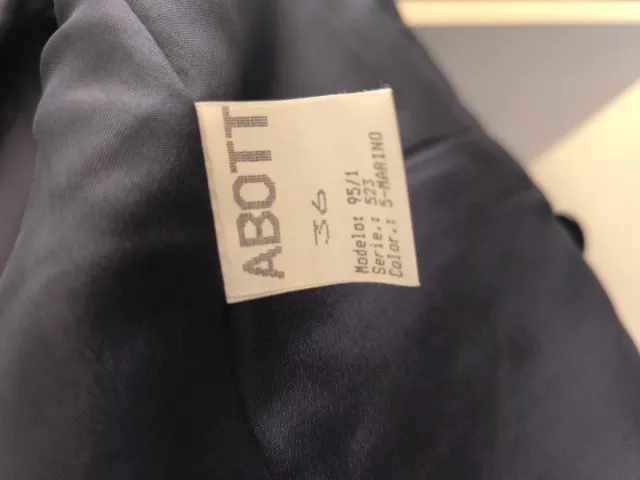 ABOTT
36
Modelo: 95/1
Serie.: 523
Color.: 5-MARINO